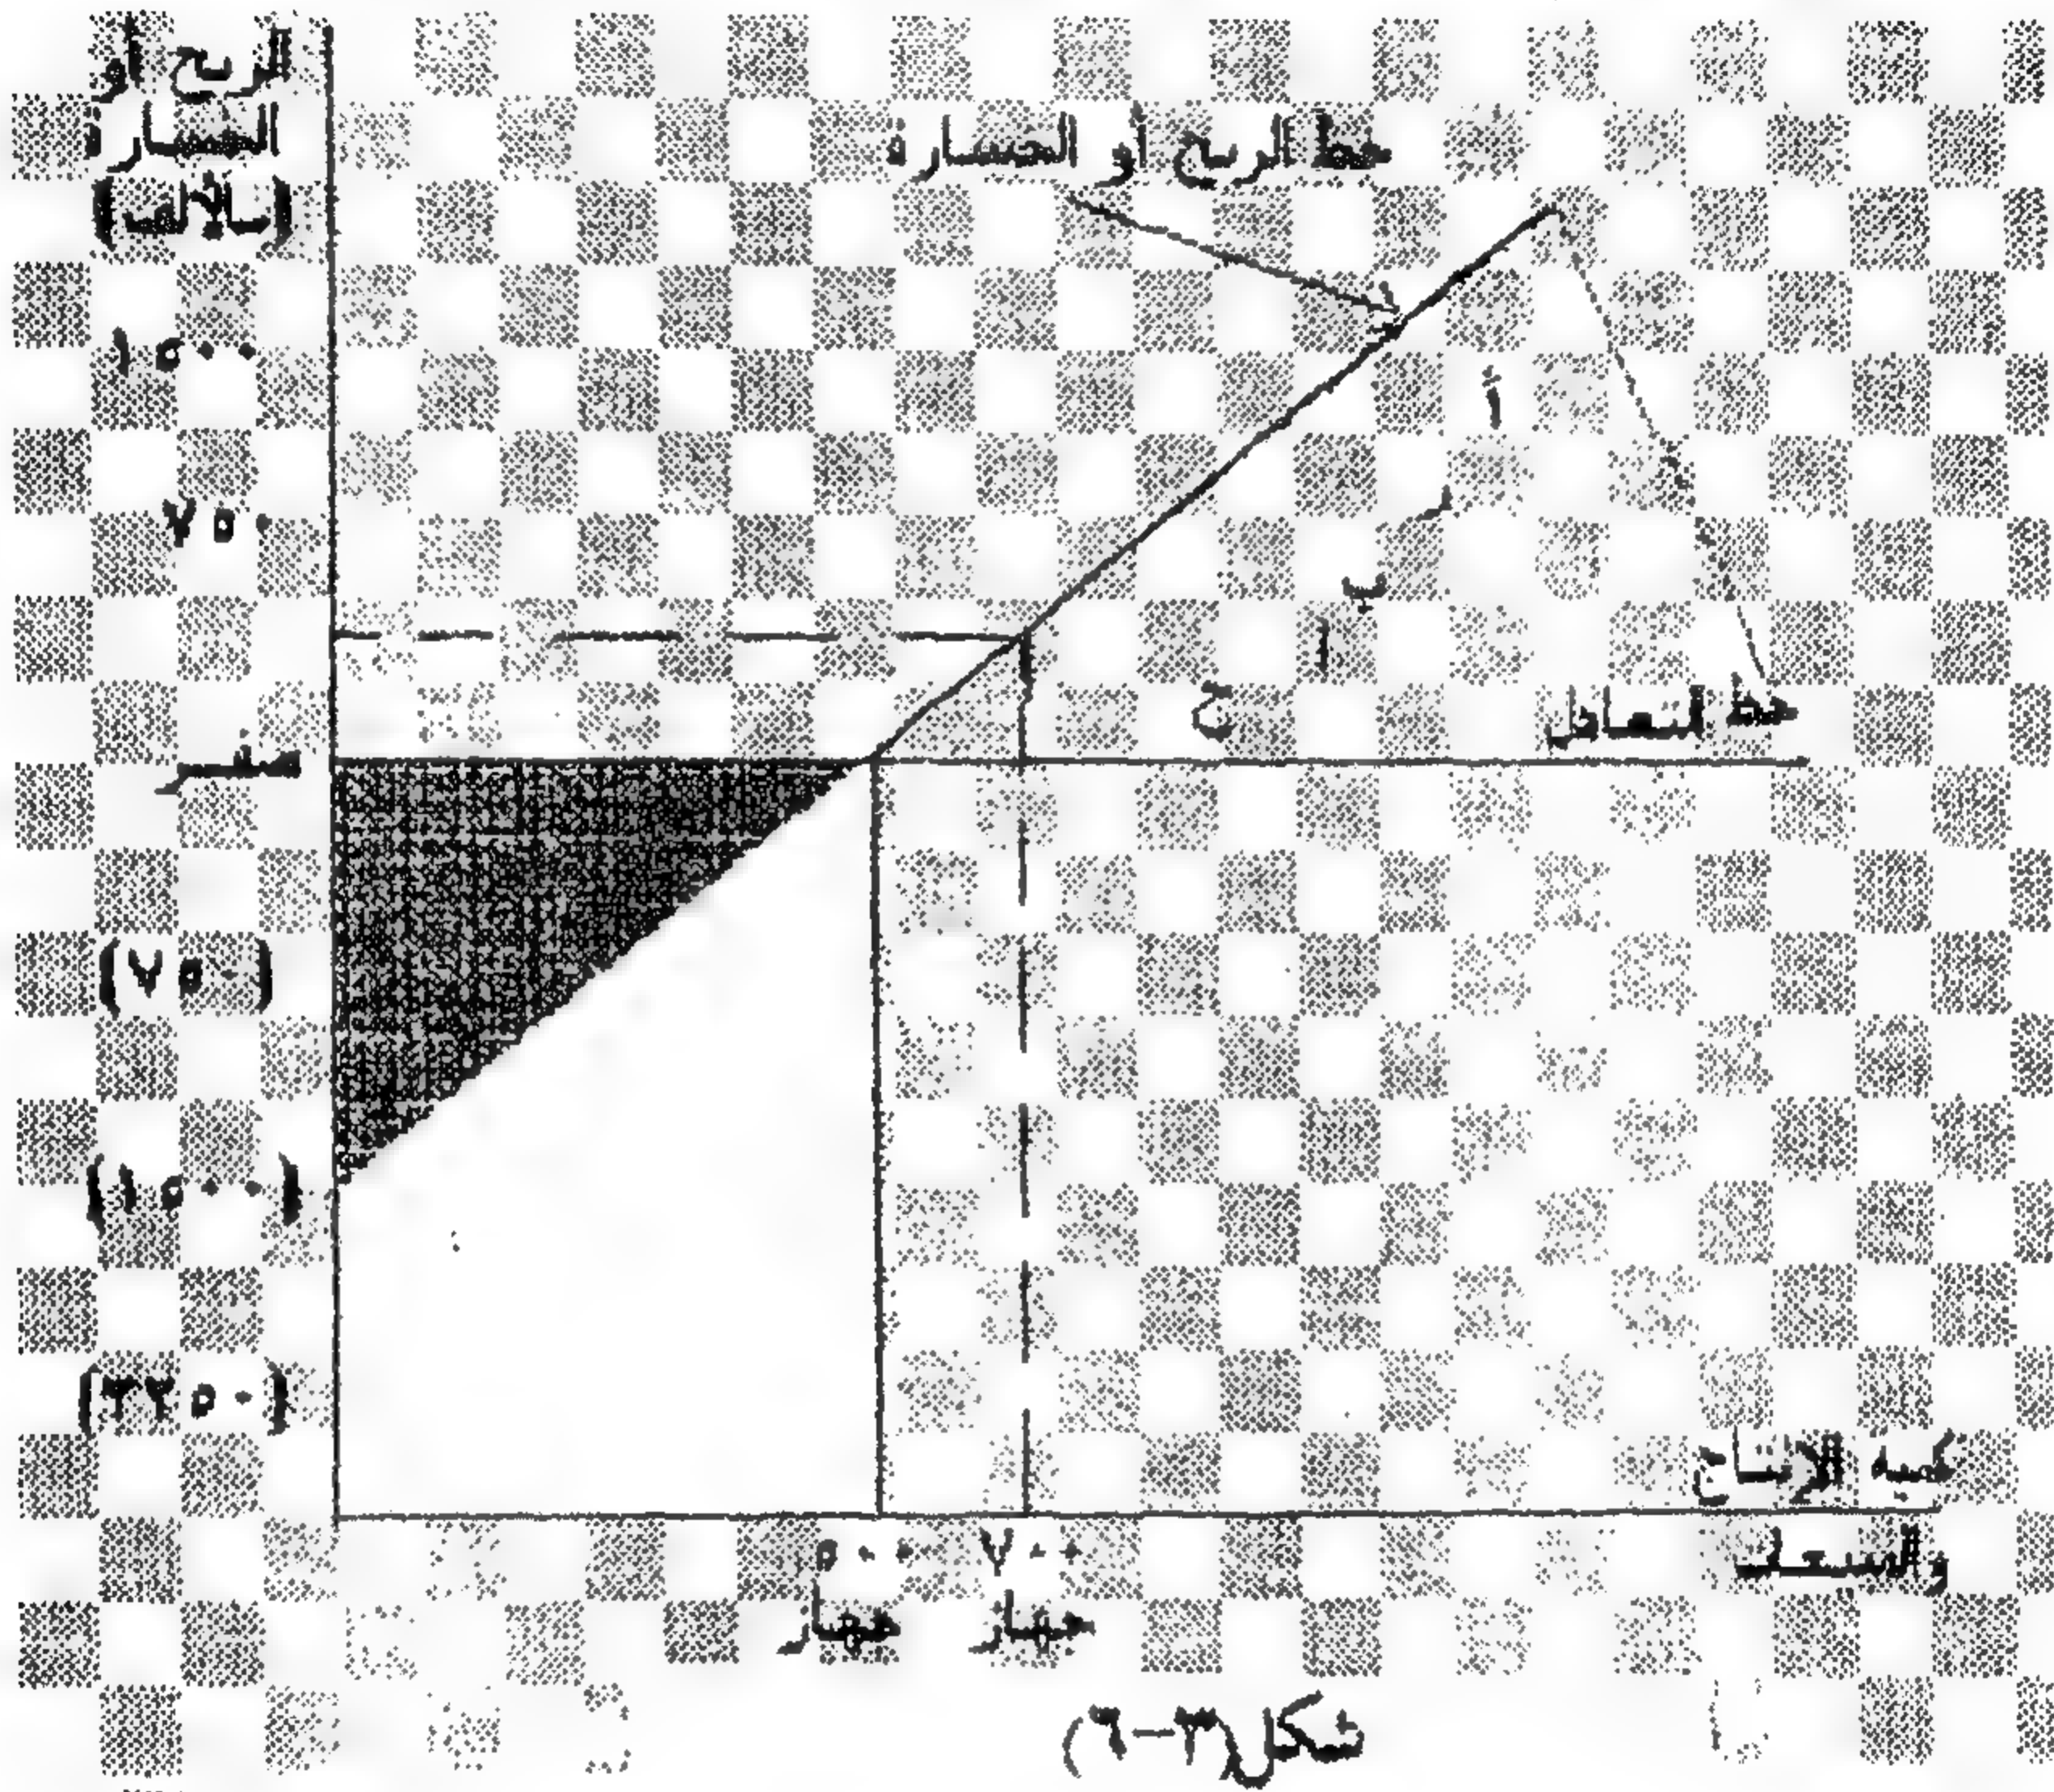 الربح أو
الخسارة
(بالألف)
خط الربح أو الخسارة
١٥٠٠
٧٥٠
صفر
(٧٥٠)
(١٥٠٠)
(٢٢٥٠)
أ
ر
ب
ا
ح
خط التعادل
كمية الإنتاج
٥٠٠ ٧٠٠
جهاز جهاز
شكل (٣-٦)